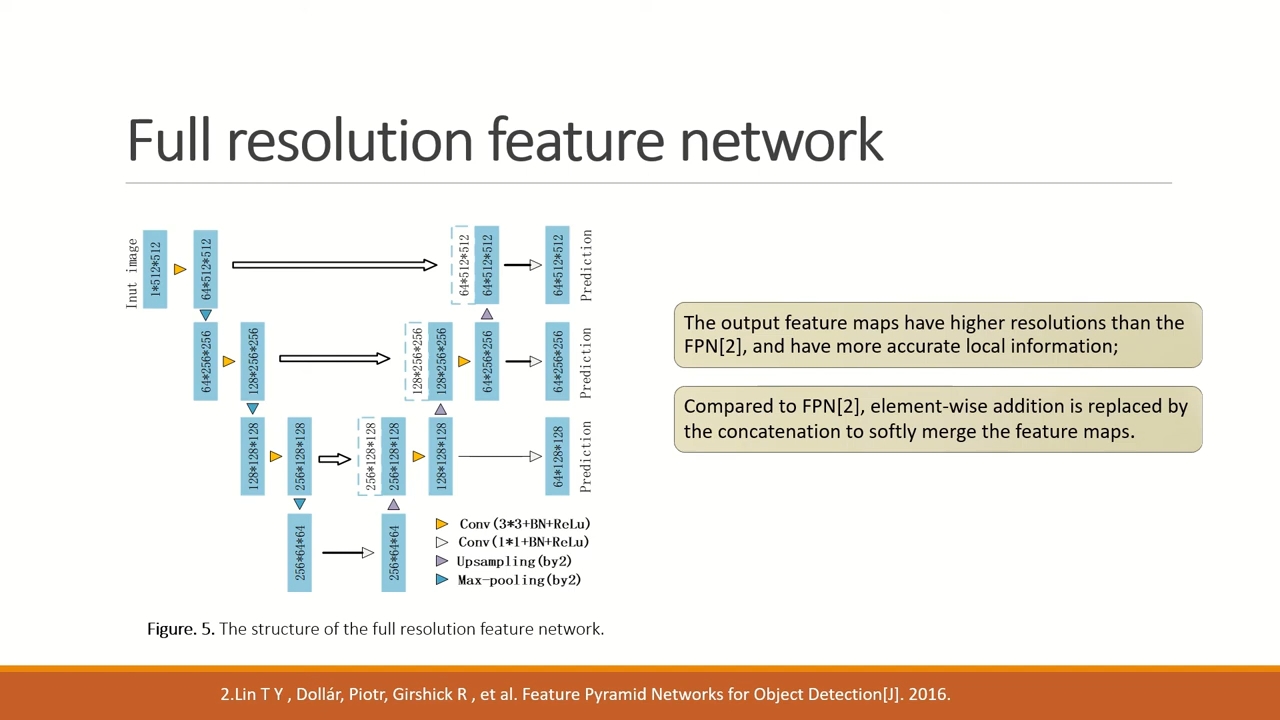 Full resolution feature network
Inut image
1*512*512
64*512*512
64*512*512
64*512*512
64*512*512
Prediction
64*256*256
128*256*256
128*256*256
128*256*256
64*256*256
64*256*256
Prediction
128*128*128
256*128*128
256*128*128
256*128*128
128*128*128
64*128*128
Prediction
256*64*64
256*64*64
Conv(3*3+BN+ReLu)
Conv(1*1+BN+ReLu)
Upsampling(by2)
Max-pooling(by2)
Figure. 5. The structure of the full resolution feature network.
The output feature maps have higher resolutions than the
FPN[2], and have more accurate local information;
Compared to FPN[2], element-wise addition is replaced by
the concatenation to softly merge the feature maps.
2.Lin T Y , Dollár, Piotr, Girshick R , et al. Feature Pyramid Networks for Object Detection[J]. 2016.